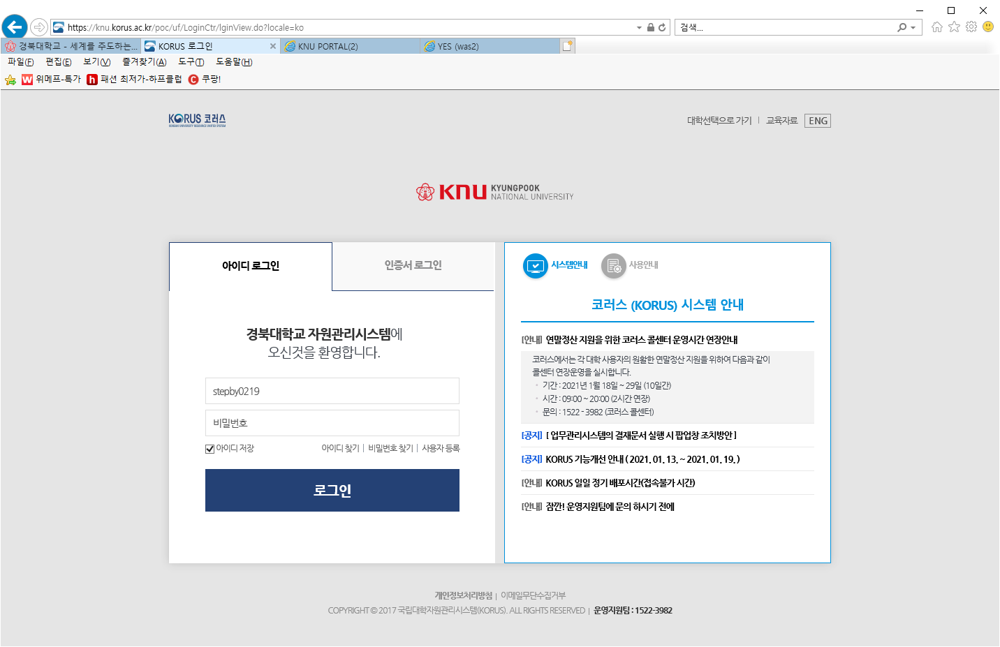 https://knu.korus.ac.kr/poc/uf/LoginCtr/lginView.do?locale=ko
검색...
경북대학교 - 세계를 주도하는...
KORUS 로그인
KNU PORTAL(2)
YES (was2)
파일(F) 편집(E) 보기(V) 즐겨찾기(A) 도구(T) 도움말(H)
W 위메프-특가 h 패션 최저가-하프클럽 C 쿠팡!
KORUS 코러스
KOREAN UNIVERSITY RESOURCE UNITED SYSTEM
대학선택으로 가기 | 교육자료 ENG
KNU KYUNGPOOK
NATIONAL UNIVERSITY
아이디 로그인
인증서 로그인
경북대학교 자원관리시스템에
오신것을 환영합니다.
stepby0219
비밀번호
아이디 저장
아이디 찾기 | 비밀번호 찾기 | 사용자 등록
로그인
시스템안내
사용안내
코러스 (KORUS) 시스템 안내
[안내] 연말정산 지원을 위한 코러스 콜센터 운영시간 연장안내
코러스에서는 각 대학 사용자의 원활한 연말정산 지원을 위하여 다음과 같이
콜센터 연장운영을 실시합니다.
• 기간 : 2021년 1월 18일 ~ 29일 (10일간)
• 시간 : 09:00 ~ 20:00 (2시간 연장)
• 문의 : 1522 - 3982 (코러스 콜센터)
[공지] [ 업무관리시스템의 결재문서 실행 시 팝업창 조치방안 ]
[공지] KORUS 기능개선 안내 ( 2021. 01. 13. ~ 2021. 01. 19. )
[안내] KORUS 일일 정기 배포시간(접속불가 시간)
[안내] 잠깐! 운영지원팀에 문의 하시기 전에
개인정보처리방침 | 이메일무단수집거부
COPYRIGHT © 2017 국립대학자원관리시스템(KORUS). ALL RIGHTS RESERVED | 운영지원팀 : 1522-3982